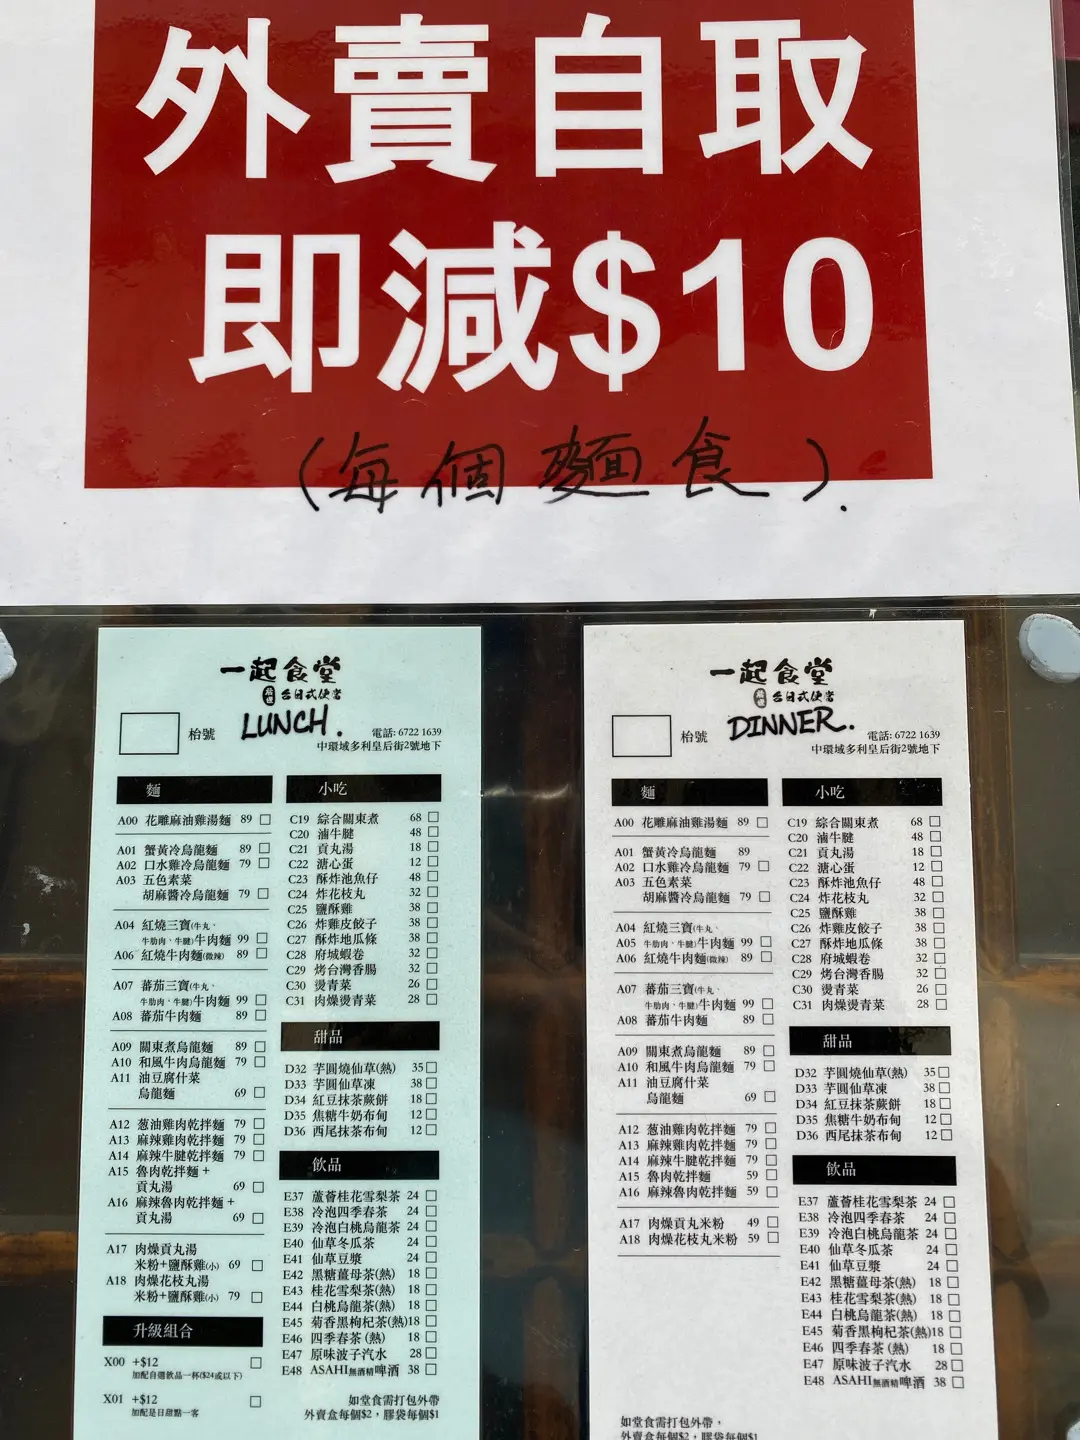 外賣自取
即減$10
(每個麵食).
一起食堂
台日式使者
LUNCH.
枱號
電話: 6722 1639
中環域多利皇后街2號地下
麵
A00 花雕麻油雞湯麵 89
A01 蟹黃冷烏龍麵 89
A02 口水雞冷烏龍麵 79
A03 五色素菜
胡麻醬冷烏龍麵 79
A04 紅燒三寶(牛丸、
牛肋肉、牛腱)牛肉麵 99
A06 紅燒牛肉麵(微辣) 89
A07 蕃茄三寶(牛丸、
牛肋肉、牛腱)牛肉麵 99
A08 蕃茄牛肉麵 89
A09 關東煮烏龍麵 89
A10 和風牛肉烏龍麵 79
A11 油豆腐什菜
烏龍麵 69
A12 葱油雞肉乾拌麵 79
A13 麻辣雞肉乾拌麵 79
A14 麻辣牛腱乾拌麵 79
A15 魯肉乾拌麵 +
貢丸湯 69
A16 麻辣魯肉乾拌麵 +
貢丸湯 69
A17 肉燥貢丸湯
米粉+鹽酥雞(小) 69
A18 肉燥花枝丸湯
米粉+鹽酥雞(小) 79
升級組合
X00 +$12
加配自選飲品一杯($24或以下)
X01 +$12
加配是日甜點一客
小吃
C19 綜合關東煮 68
C20 滷牛腱 48
C21 貢丸湯 18
C22 溏心蛋 12
C23 酥炸池魚仔 48
C24 炸花枝丸 32
C25 鹽酥雞 38
C26 炸雞皮餃子 38
C27 酥炸地瓜條 38
C28 府城蝦卷 32
C29 烤台灣香腸 32
C30 燙青菜 26
C31 肉燥燙青菜 28
甜品
D32 芋圓燒仙草(熱) 35
D33 芋圓仙草凍 38
D34 紅豆抹茶蕨餅 18
D35 焦糖牛奶布甸 12
D36 西尾抹茶布甸 12
飲品
E37 蘆薈桂花雪梨茶 24
E38 冷泡四季春茶 24
E39 冷泡白桃烏龍茶 24
E40 仙草冬瓜茶 24
E41 仙草豆漿 24
E42 黑糖薑母茶(熱) 18
E43 桂花雪梨茶(熱) 18
E44 白桃烏龍茶(熱) 18
E45 菊香黑枸杞茶(熱)18
E46 四季春茶(熱) 18
E47 原味波子汽水 28
E48 ASAHI無酒精啤酒 38
如堂食需打包外帶
外賣盒每個$2，膠袋每個$1
一起食堂
台日式使者
DINNER.
枱號
電話: 6722 1639
中環域多利皇后街2號地下
麵
A00 花雕麻油雞湯麵 89
A01 蟹黃冷烏龍麵 89
A02 口水雞冷烏龍麵 79
A03 五色素菜
胡麻醬冷烏龍麵 79
A04 紅燒三寶(牛丸、
A05 牛肋肉、牛腱)牛肉麵 99
A06 紅燒牛肉麵(微辣) 89
A07 蕃茄三寶(牛丸、
牛肋肉、牛腱)牛肉麵 99
A08 蕃茄牛肉麵 89
A09 關東煮烏龍麵 89
A10 和風牛肉烏龍麵 79
A11 油豆腐什菜
烏龍麵 69
A12 葱油雞肉乾拌麵 79
A13 麻辣雞肉乾拌麵 79
A14 麻辣牛腱乾拌麵 79
A15 魯肉乾拌麵 59
A16 麻辣魯肉乾拌麵 59
A17 肉燥貢丸米粉 49
A18 肉燥花枝丸米粉 59
小吃
C19 綜合關東煮 68
C20 滷牛腱 48
C21 貢丸湯 18
C22 溏心蛋 12
C23 酥炸池魚仔 48
C24 炸花枝丸 32
C25 鹽酥雞 38
C26 炸雞皮餃子 38
C27 酥炸地瓜條 38
C28 府城蝦卷 32
C29 烤台灣香腸 32
C30 燙青菜 26
C31 肉燥燙青菜 28
甜品
D32 芋圓燒仙草(熱) 35
D33 芋圓仙草凍 38
D34 紅豆抹茶蕨餅 18
D35 焦糖牛奶布甸 12
D36 西尾抹茶布甸 12
飲品
E37 蘆薈桂花雪梨茶 24
E38 冷泡四季春茶 24
E39 冷泡白桃烏龍茶 24
E40 仙草冬瓜茶 24
E41 仙草豆漿 24
E42 黑糖薑母茶(熱) 18
E43 桂花雪梨茶(熱) 18
E44 白桃烏龍茶(熱) 18
E45 菊香黑枸杞茶(熱)18
E46 四季春茶(熱) 18
E47 原味波子汽水 28
E48 ASAHI無酒精啤酒 38
如堂食需打包外帶，
外賣盒每個$2，膠袋每個$1